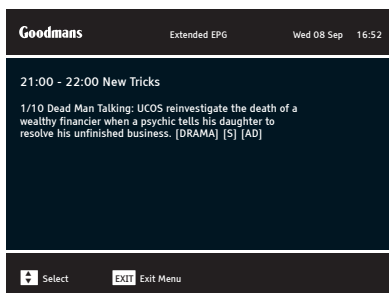 Goodmans Extended EPG Wed 08 Sep 16:52
21:00 - 22:00 New Tricks
1/10 Dead Man Talking: UCOS reinvestigate the death of a
wealthy financier when a psychic tells his daughter to
resolve his unfinished business. [DRAMA] [S] [AD]
Select EXIT Exit Menu